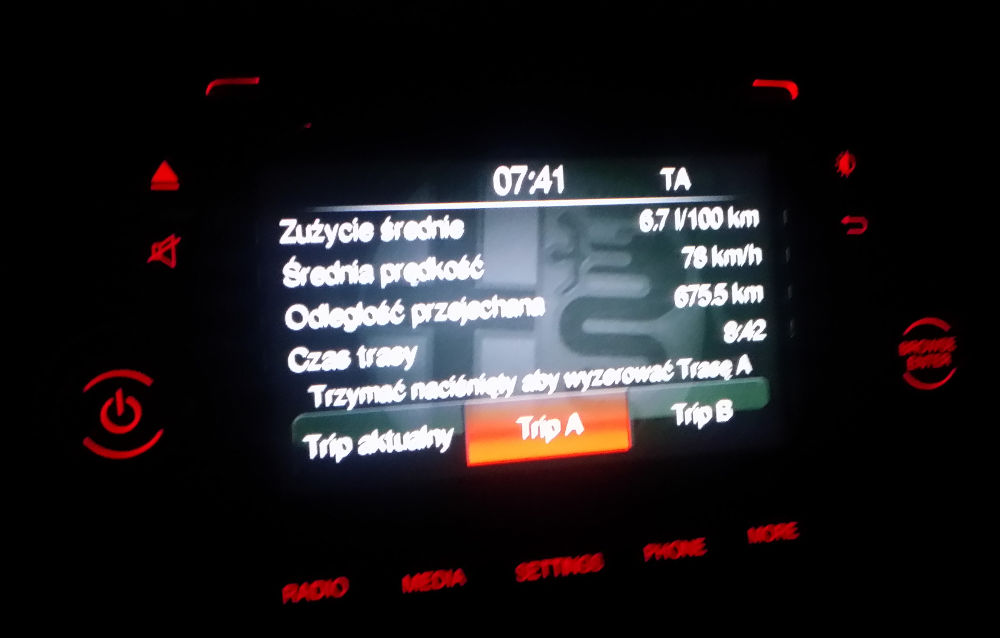 07:41 TA
Zużycie średnie 6.7 l/100 km
Średnia prędkość 78 km/h
Odległość przejechana 675.5 km
Czas trasy 8:42
Trzymać naciśnięty aby wyzerować Trasę A
Trip aktualny Trip A Trip B
BROWSE
ENTER
RADIO MEDIA SETTINGS PHONE MORE